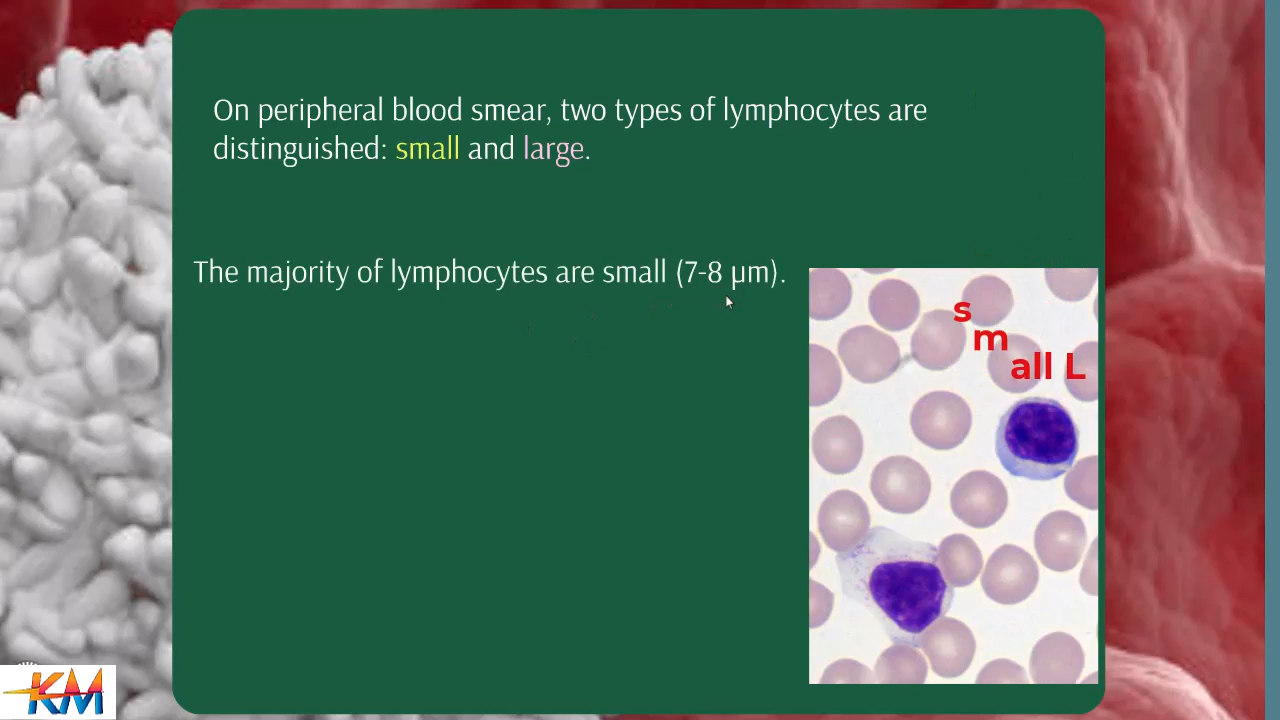 On peripheral blood smear, two types of lymphocytes are
distinguished: small and large.
The majority of lymphocytes are small (7-8 µm).
s
m
all L
KM